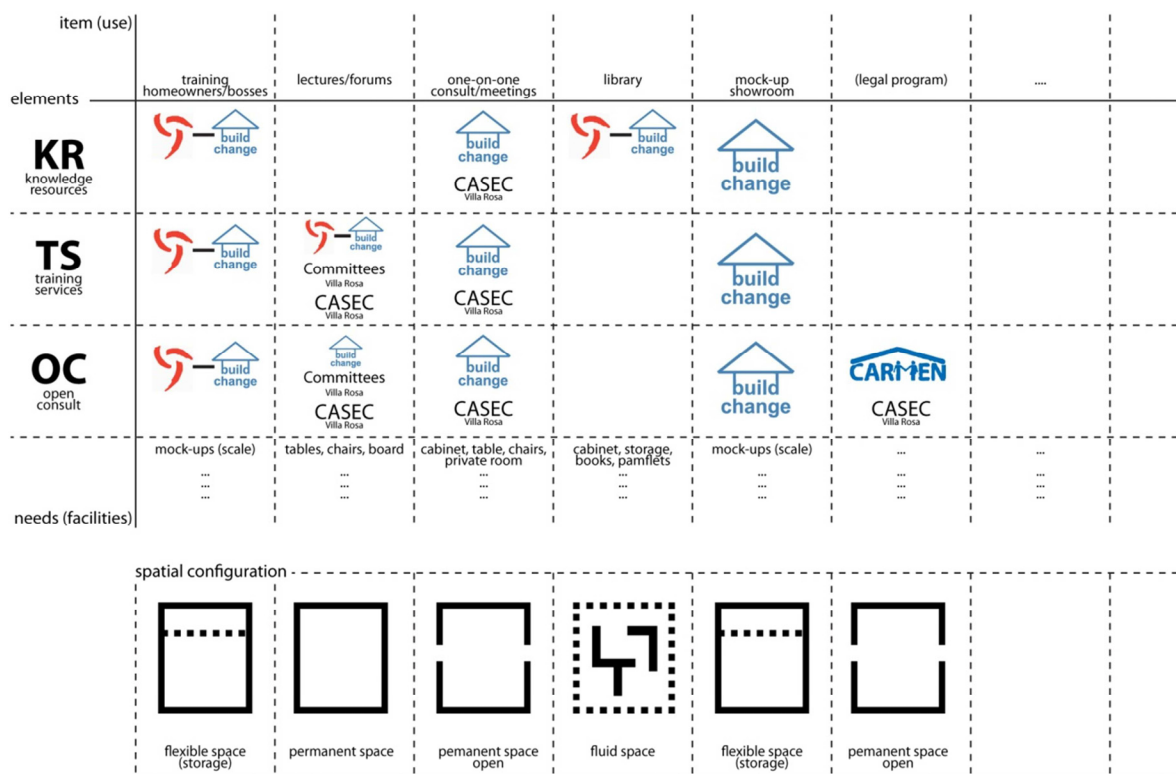 item (use)
training
homeowners/bosses
lectures/forums
one-on-one
consult/meetings
library
mock-up
showroom
(legal program)
....
elements
KR
knowledge
resources
build
change
build
change
CASEC
Villa Rosa
build
change
build
change
TS
training
services
build
change
build
change
Committees
Villa Rosa
CASEC
Villa Rosa
build
change
CASEC
Villa Rosa
build
change
OC
open
consult
build
change
build
change
Committees
Villa Rosa
CASEC
Villa Rosa
build
change
CASEC
Villa Rosa
build
change
CARMEN
CASEC
Villa Rosa
mock-ups (scale)
...
...
...
tables, chairs, board
...
...
...
cabinet, table, chairs,
private room
...
...
...
cabinet, storage,
books, pamflets
...
...
...
mock-ups (scale)
...
...
...
...
...
...
...
...
...
...
...
needs (facilities)
spatial configuration
flexible space
(storage)
permanent space
pemanent space
open
fluid space
flexible space
(storage)
pemanent space
open